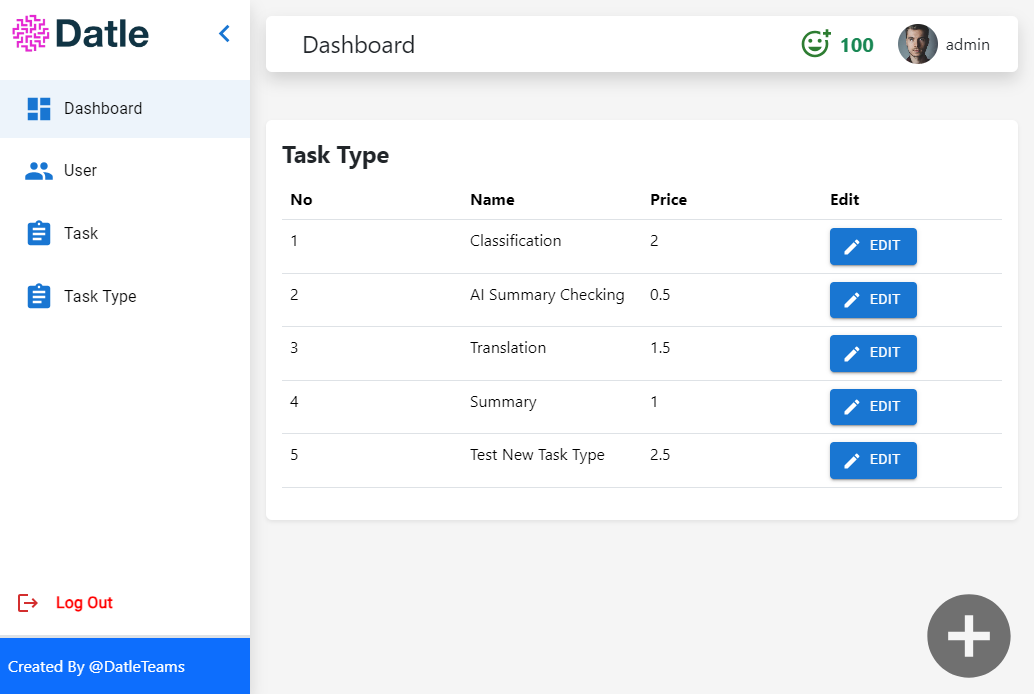 Datle
Dashboard
User
Task
Task Type
Log Out
Created By @DatleTeams
Dashboard
100
admin
Task Type
No Name Price Edit
1 Classification 2 EDIT
2 AI Summary Checking 0.5 EDIT
3 Translation 1.5 EDIT
4 Summary 1 EDIT
5 Test New Task Type 2.5 EDIT